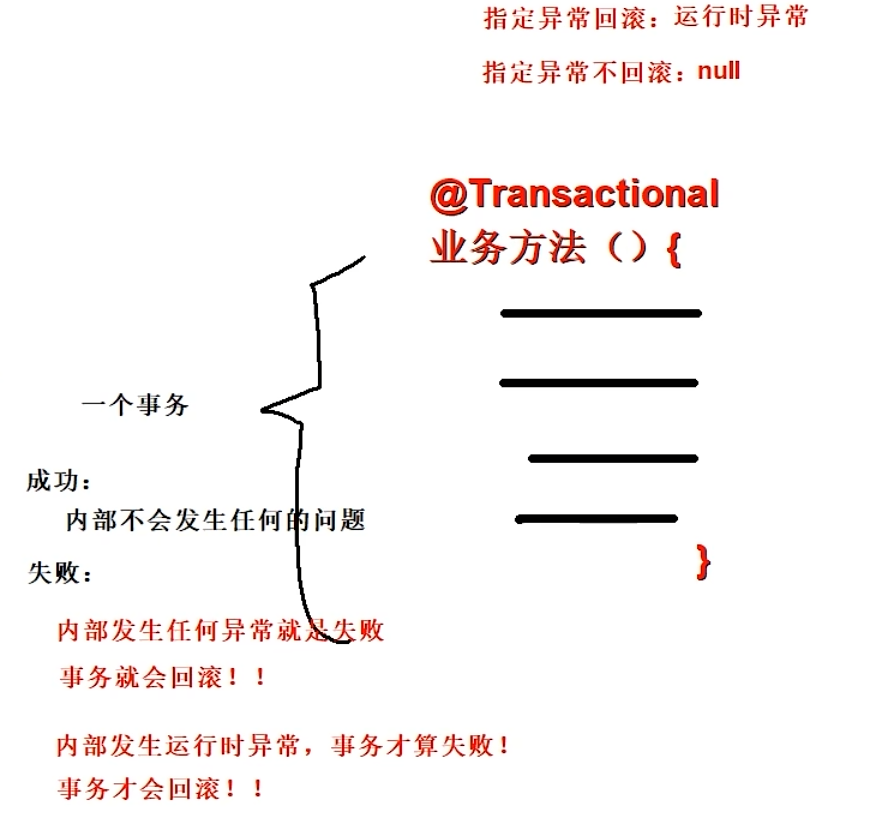 指定异常回滚：运行时异常
指定异常不回滚：null
@Transactional
业务方法（）{
一个事务
成功：
内部不会发生任何的问题
}
失败：
内部发生任何异常就是失败
事务就会回滚！！
内部发生运行时异常，事务才算失败！
事务才会回滚！！